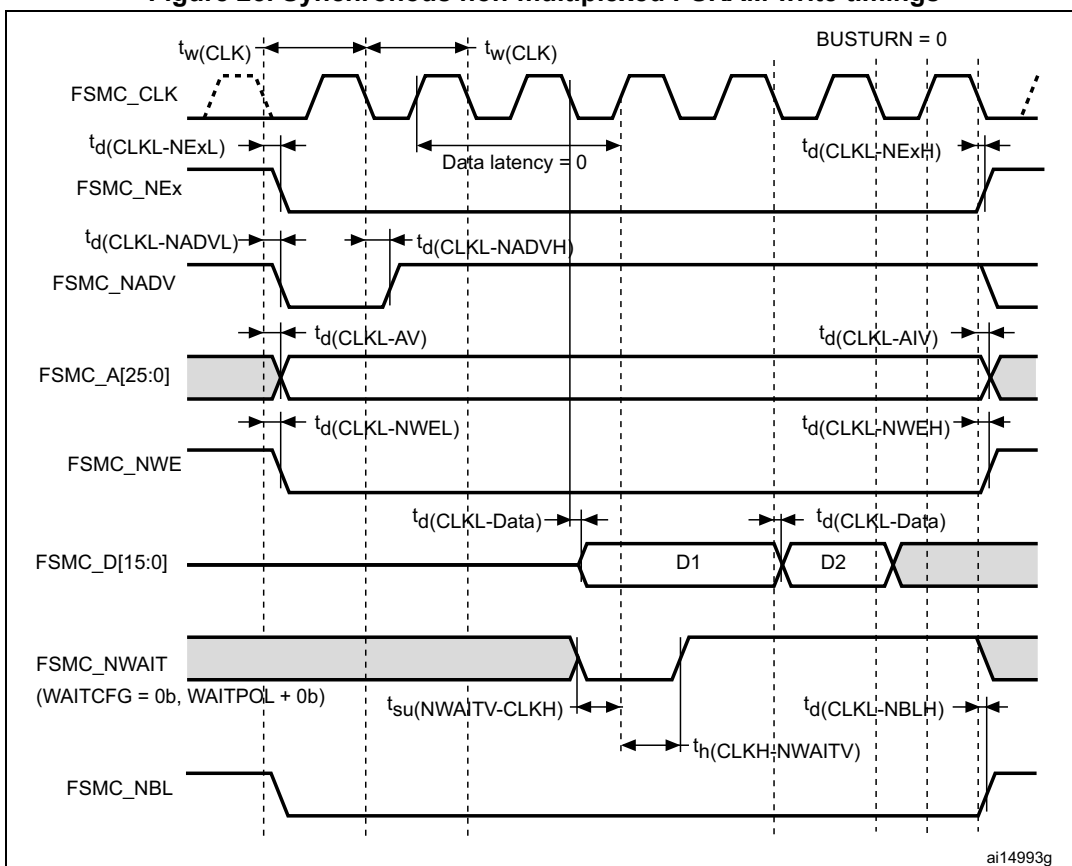 tw(CLK) tw(CLK) BUSTURN = 0
FSMC_CLK
td(CLKL-NExL) Data latency = 0 td(CLKL-NExH)
FSMC_NEx
td(CLKL-NADVL) td(CLKL-NADVH)
FSMC_NADV
td(CLKL-AV) td(CLKL-AIV)
FSMC_A[25:0]
td(CLKL-NWEL) td(CLKL-NWEH)
FSMC_NWE
td(CLKL-Data) td(CLKL-Data)
FSMC_D[15:0] D1 D2
FSMC_NWAIT
(WAITCFG = 0b, WAITPOL + 0b)
tsu(NWAITV-CLKH) td(CLKL-NBLH)
th(CLKH-NWAITV)
FSMC_NBL
ai14993g